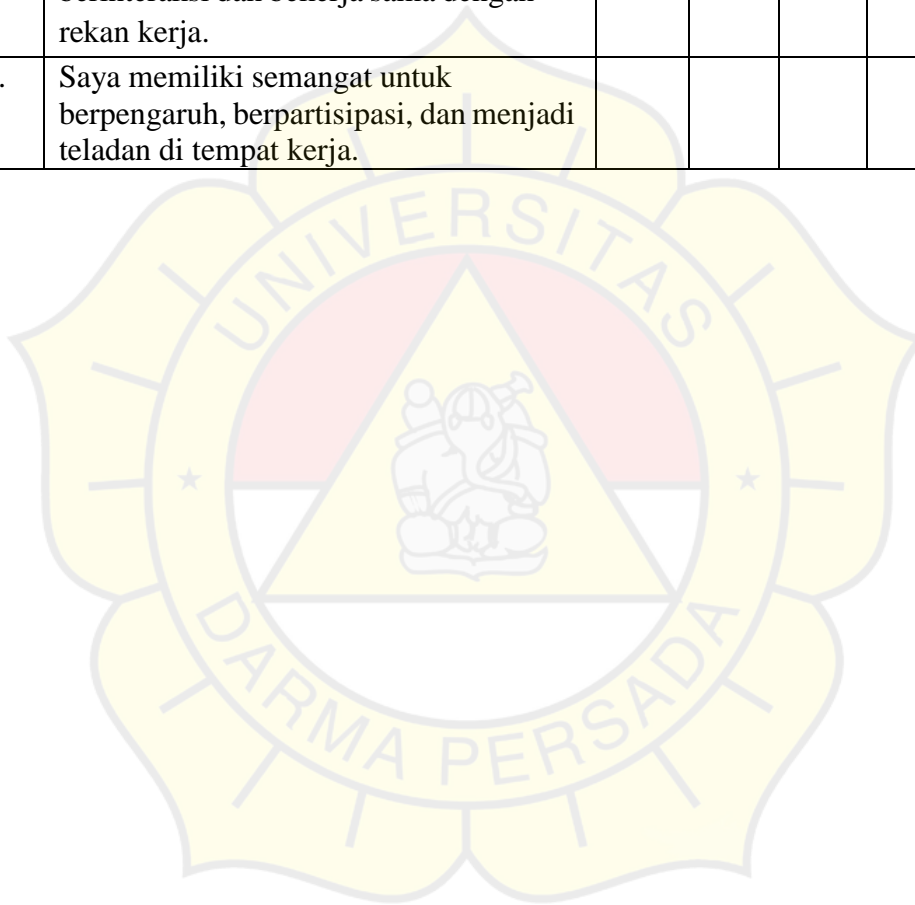 rekan kerja.
. Saya memiliki semangat untuk
berpengaruh, berpartisipasi, dan menjadi
teladan di tempat kerja.
UNIVERSITAS
DARMA PERSADA